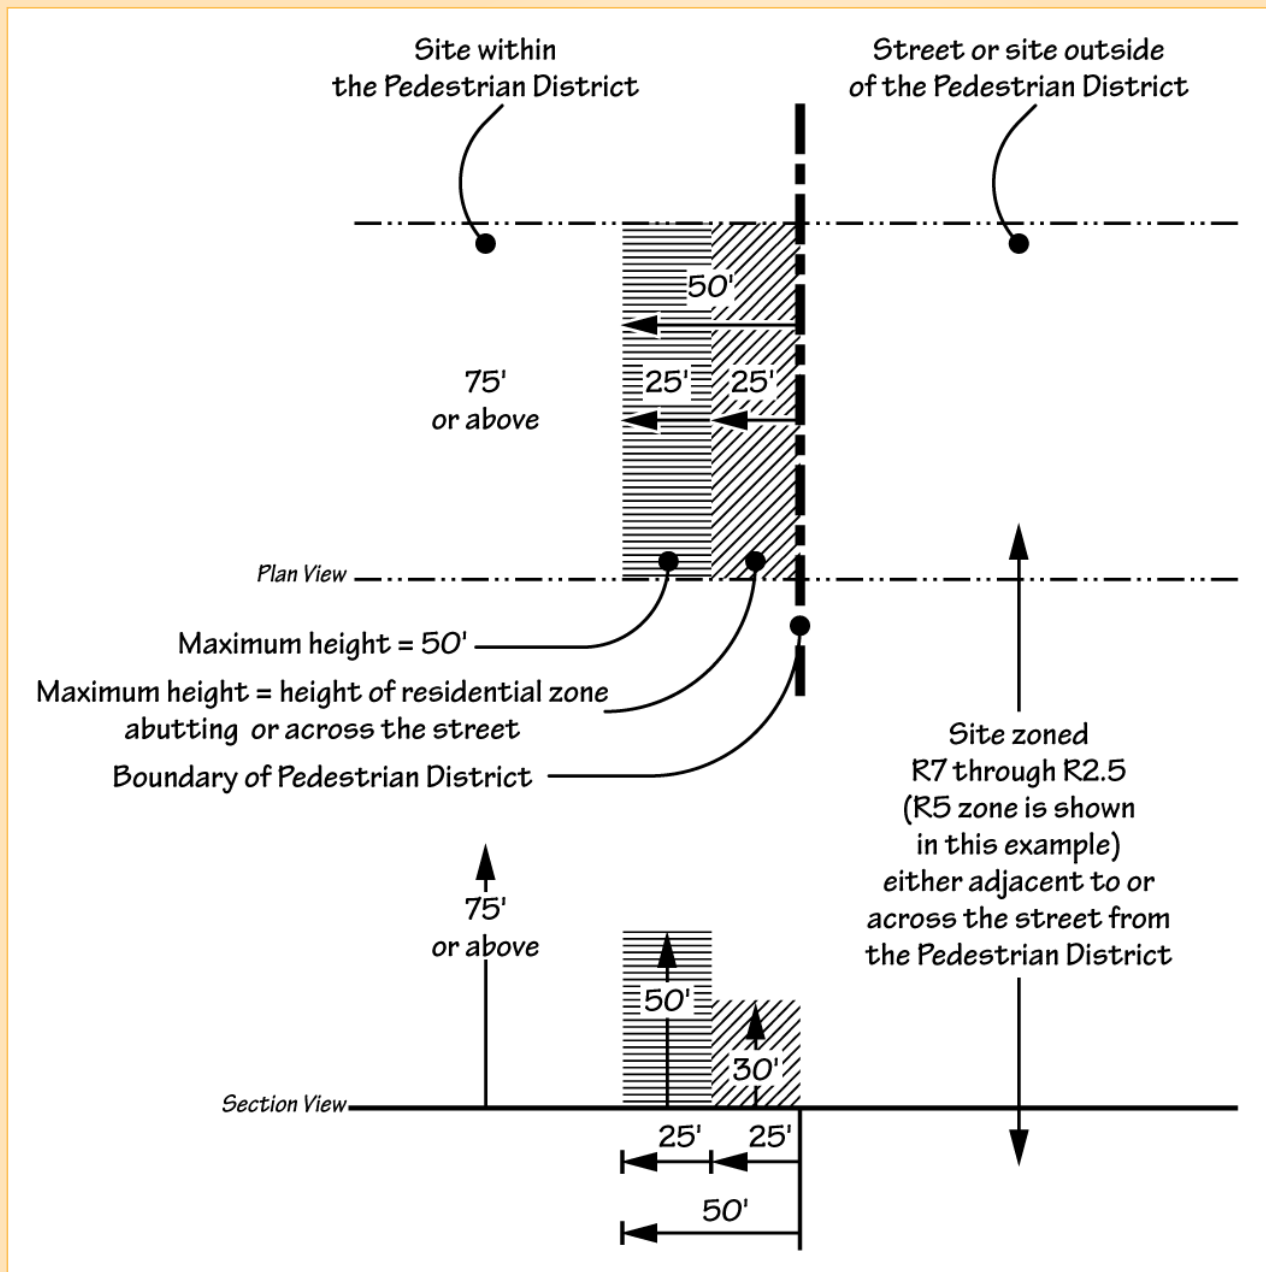 Site within
the Pedestrian District
Street or site outside
of the Pedestrian District
50'
75'
or above
25'
25'
Plan View
Maximum height = 50'
Maximum height = height of residential zone
abutting or across the street
Boundary of Pedestrian District
Site zoned
R7 through R2.5
(R5 zone is shown
in this example)
either adjacent to or
across the street from
the Pedestrian District
75'
or above
50'
30'
Section View
25'
25'
50'